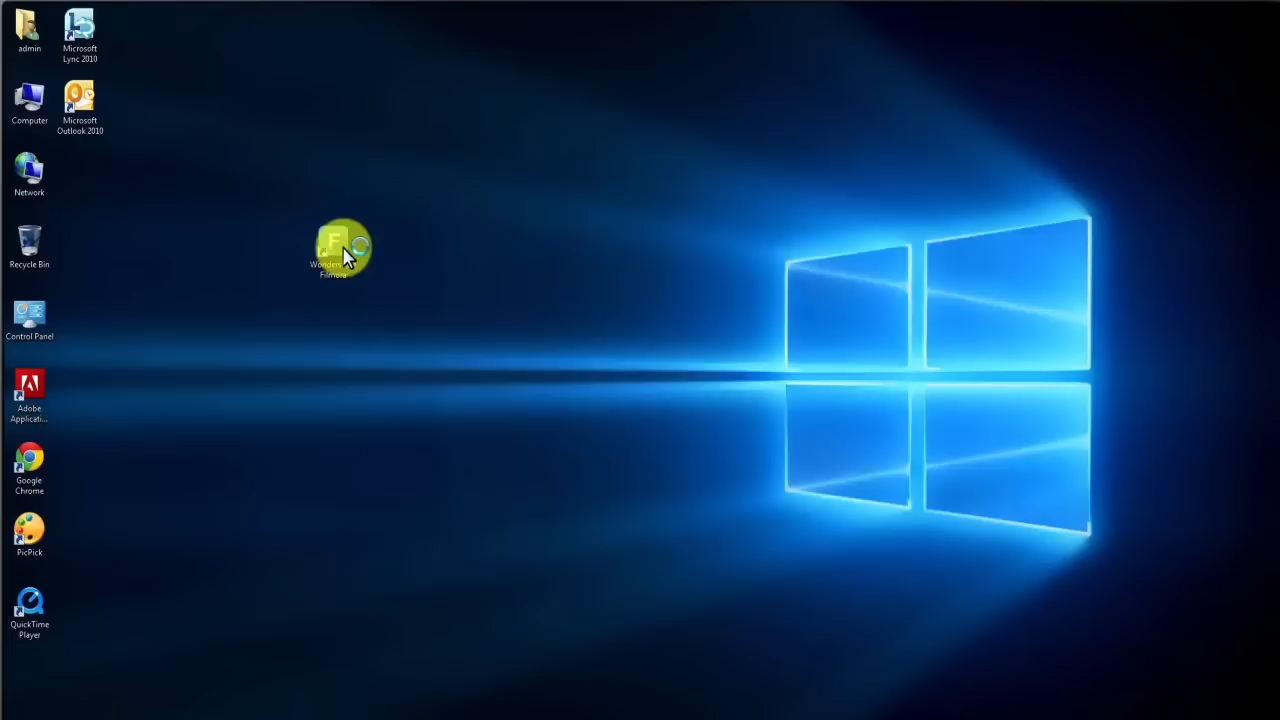 admin
Microsoft
Lync 2010
Computer
Microsoft
Outlook 2010
Network
Recycle Bin
F
Filmora
Control Panel
Adobe
Applicati...
Google
Chrome
PicPick
QuickTime
Player